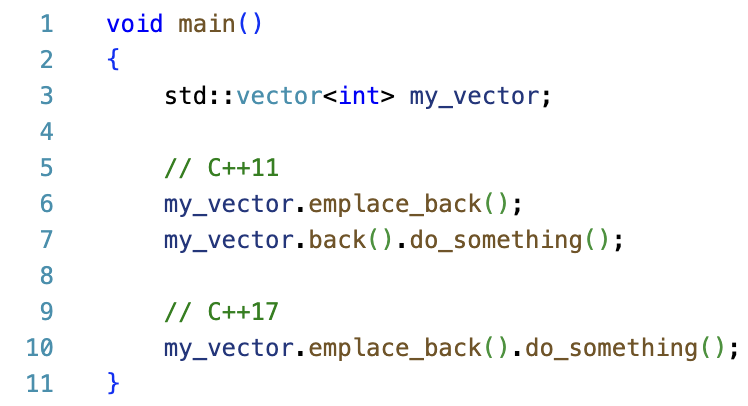 1 void main()
2 {
3 std::vector<int> my_vector;
4
5 // C++11
6 my_vector.emplace_back();
7 my_vector.back().do_something();
8
9 // C++17
10 my_vector.emplace_back().do_something();
11 }